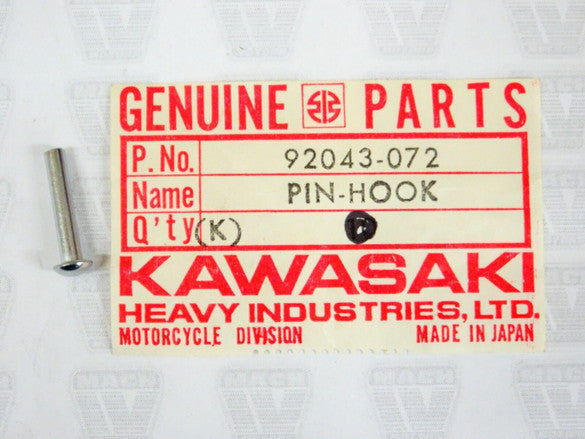 GENUINE PARTS
P.No. 92043-072
Name PIN-HOOK
Q'ty (K)
KAWASAKI
HEAVY INDUSTRIES, LTD.
MOTORCYCLE DIVISION MADE IN JAPAN